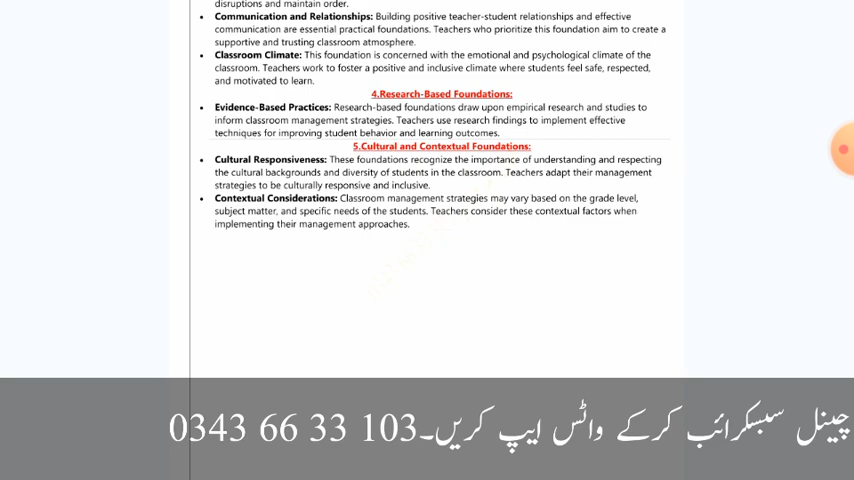 disruptions and maintain order.
• Communication and Relationships: Building positive teacher-student relationships and effective
communication are essential practical foundations. Teachers who prioritize this foundation aim to create a
supportive and trusting classroom atmosphere.
• Classroom Climate: This foundation is concerned with the emotional and psychological climate of the
classroom. Teachers work to foster a positive and inclusive climate where students feel safe, respected,
and motivated to learn.
4.Research-Based Foundations:
• Evidence-Based Practices: Research-based foundations draw upon empirical research and studies to
inform classroom management strategies. Teachers use research findings to implement effective
techniques for improving student behavior and learning outcomes.
5.Cultural and Contextual Foundations:
• Cultural Responsiveness: These foundations recognize the importance of understanding and respecting
the cultural backgrounds and diversity of students in the classroom. Teachers adapt their management
strategies to be culturally responsive and inclusive.
• Contextual Considerations: Classroom management strategies may vary based on the grade level,
subject matter, and specific needs of the students. Teachers consider these contextual factors when
implementing their management approaches.
چینل سبسکرائب کرکے واٹس ایپ کریں۔103 33 66 0343